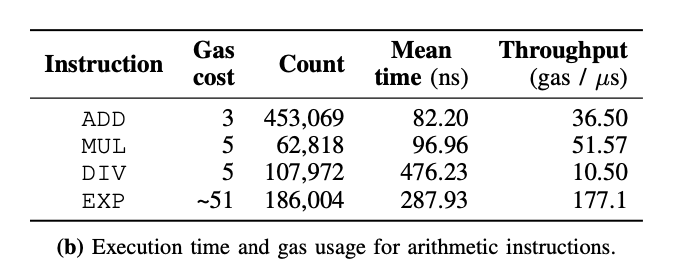 Instruction Gas cost Count Mean time (ns) Throughput (gas / μs)
ADD 3 453,069 82.20 36.50
MUL 5 62,818 96.96 51.57
DIV 5 107,972 476.23 10.50
EXP ~51 186,004 287.93 177.1
(b) Execution time and gas usage for arithmetic instructions.